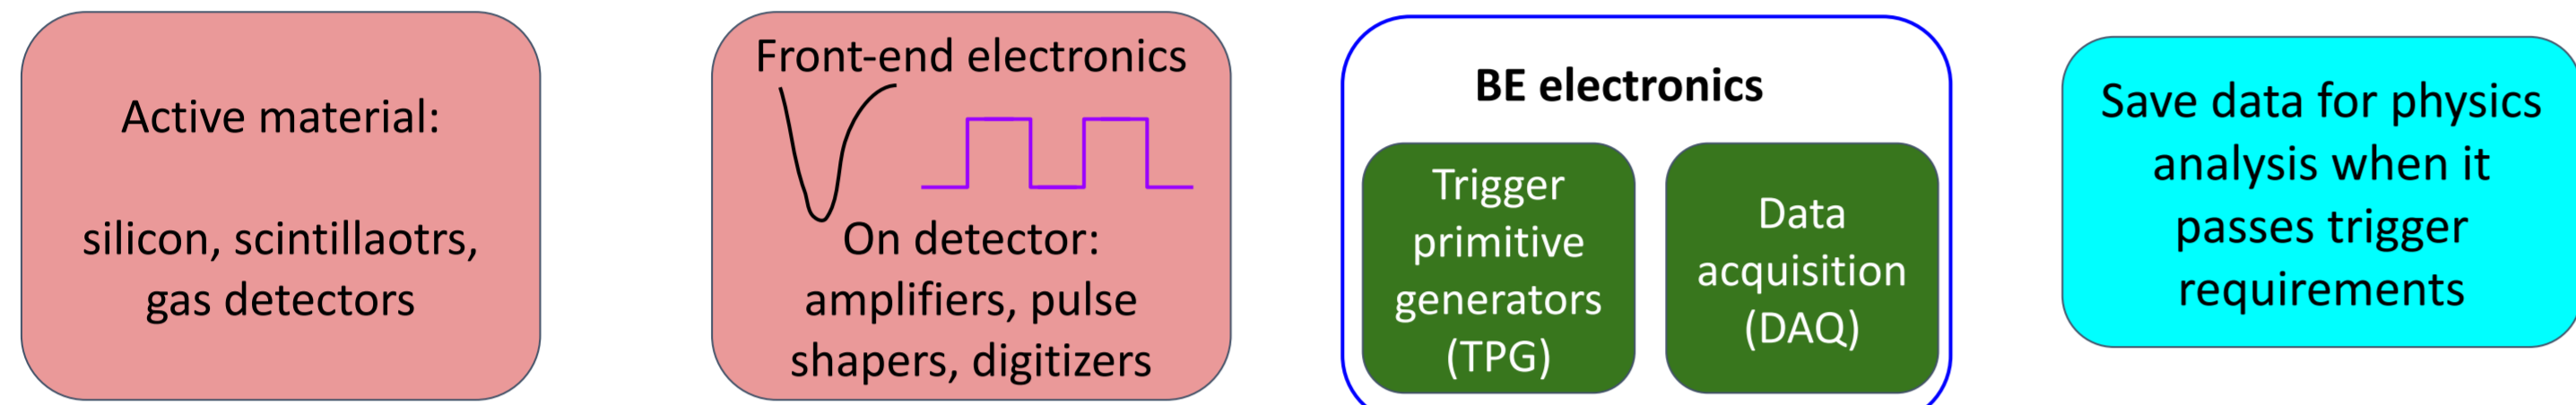 Active material:
silicon, scintillaotrs,
gas detectors
Front-end electronics
On detector:
amplifiers, pulse
shapers, digitizers
BE electronics
Trigger
primitive
generators
(TPG)
Data
acquisition
(DAQ)
Save data for physics
analysis when it
passes trigger
requirements